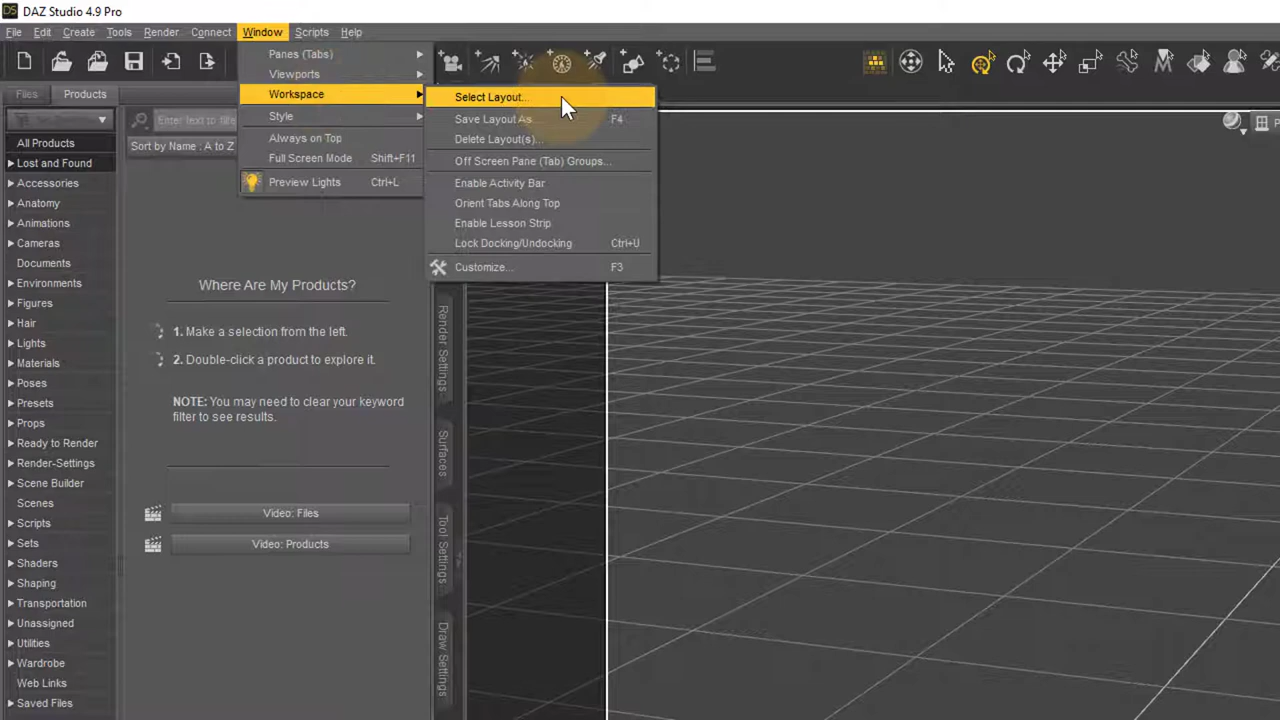 DAZ Studio 4.9 Pro
File Edit Create Tools Render Connect Window Scripts Help
Panes (Tabs)
Viewports
Workspace
Style
Always on Top
Full Screen Mode Shift+F11
Preview Lights Ctrl+L
Select Layout...
Save Layout As... F4
Delete Layout(s)...
Off Screen Pane (Tab) Groups...
Enable Activity Bar
Orient Tabs Along Top
Enable Lesson Strip
Lock Docking/Undocking Ctrl+U
Customize... F3
Files Products
Enter text to
Sort by Name : A to Z
All Products
Lost and Found
Accessories
Anatomy
Animations
Cameras
Documents
Environments
Figures
Hair
Lights
Materials
Poses
Presets
Props
Ready to Render
Render-Settings
Scene Builder
Scenes
Scripts
Sets
Shaders
Shaping
Transportation
Unassigned
Utilities
Wardrobe
Web Links
Saved Files
Where Are My Products?
1. Make a selection from the left.
2. Double-click a product to explore it.
NOTE: You may need to clear your keyword
filter to see results.
Video: Files
Video: Products
Render Settings
Surfaces
Tool Settings
Draw Settings